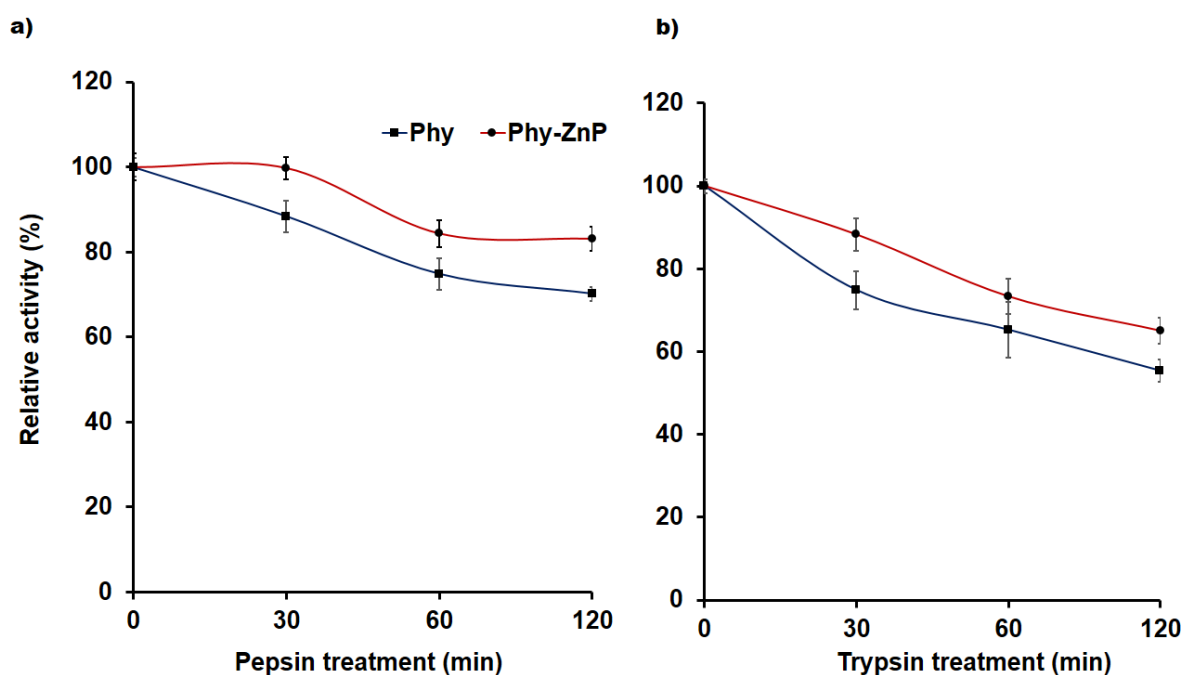 a)
120
100
80
60
40
20
0
Relative activity (%)
Phy
Phy-ZnP
0 30 60 120
Pepsin treatment (min)
b)
120
100
80
60
40
20
0
0 30 60 120
Trypsin treatment (min)